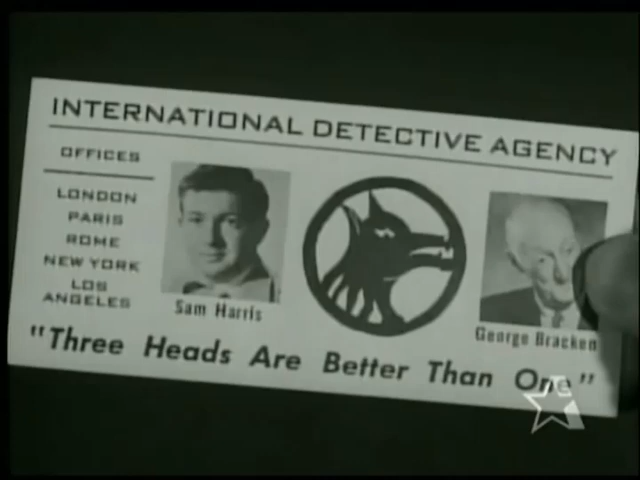 INTERNATIONAL DETECTIVE AGENCY
OFFICES
LONDON
PARIS
ROME
NEW YORK
LOS
ANGELES
Sam Harris
George Bracken
"Three Heads Are Better Than One"